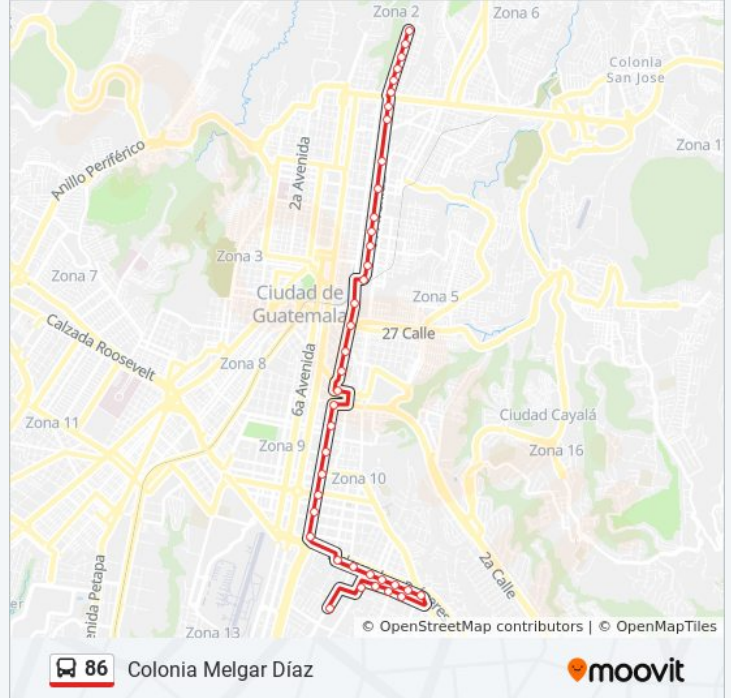 Zona 2
Zona 6
Colonia
San Jose
Anillo Periférico
2a Avenida
Zona 1
Zona 3
Zona 7
Ciudad de
Guatemala
Zona 5
27 Calle
Calzada Roosevelt
Zona 8
6a Avenida
Zona 11
Ciudad Cayalá
Zona 9
Zona 16
Zona 10
2a Calle
enida Petapa
er
Zona 13
© OpenStreetMap contributors | © OpenMapTiles
86 Colonia Melgar Díaz
moovit